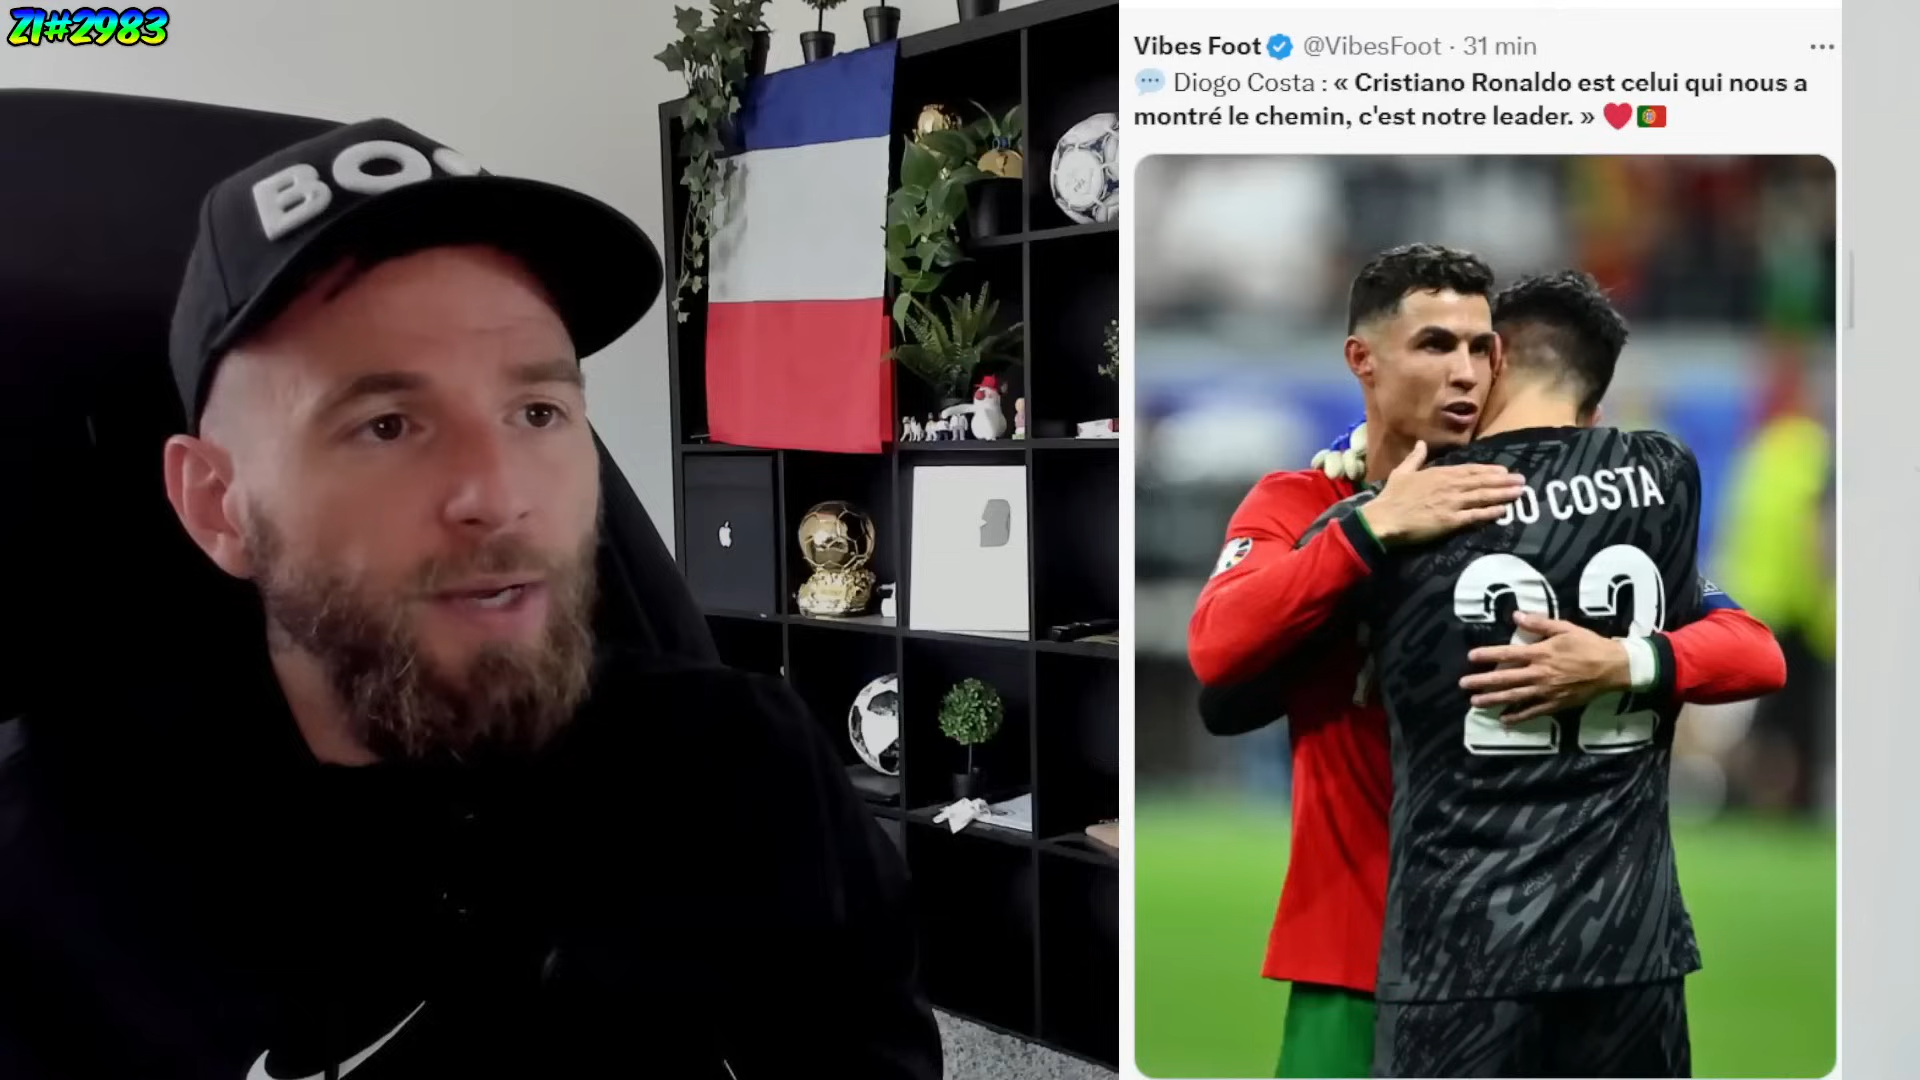 ZI#2983
BO
Vibes Foot @VibesFoot · 31 min
Diogo Costa : « Cristiano Ronaldo est celui qui nous a
montré le chemin, c'est notre leader. »
GO COSTA
22